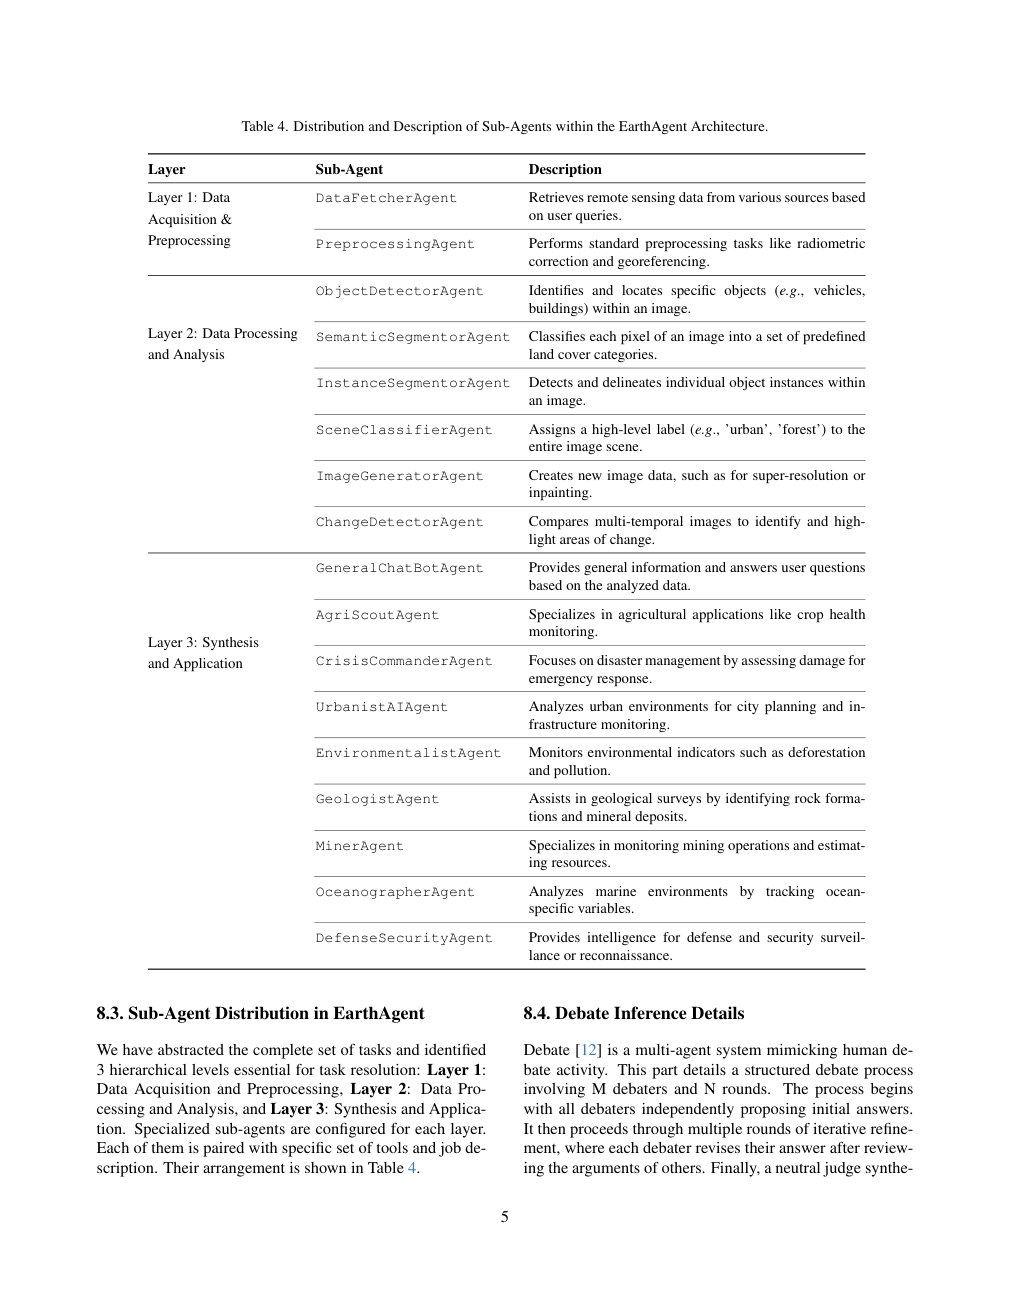 Table 4. Distribution and Description of Sub-Agents within the EarthAgent Architecture.
Layer Sub-Agent Description
Layer 1: Data
Acquisition &
Preprocessing
DataFetcherAgent Retrieves remote sensing data from various sources based
on user queries.
PreprocessingAgent Performs standard preprocessing tasks like radiometric
correction and georeferencing.
Layer 2: Data Processing
and Analysis
ObjectDetectorAgent Identifies and locates specific objects (e.g., vehicles,
buildings) within an image.
SemanticSegmentorAgent Classifies each pixel of an image into a set of predefined
land cover categories.
InstanceSegmentorAgent Detects and delineates individual object instances within
an image.
SceneClassifierAgent Assigns a high-level label (e.g., ’urban’, ’forest’) to the
entire image scene.
ImageGeneratorAgent Creates new image data, such as for super-resolution or
inpainting.
ChangeDetectorAgent Compares multi-temporal images to identify and high-
light areas of change.
Layer 3: Synthesis
and Application
GeneralChatBotAgent Provides general information and answers user questions
based on the analyzed data.
AgriScoutAgent Specializes in agricultural applications like crop health
monitoring.
CrisisCommanderAgent Focuses on disaster management by assessing damage for
emergency response.
UrbanistAIAgent Analyzes urban environments for city planning and in-
frastructure monitoring.
EnvironmentalistAgent Monitors environmental indicators such as deforestation
and pollution.
GeologistAgent Assists in geological surveys by identifying rock forma-
tions and mineral deposits.
MinerAgent Specializes in monitoring mining operations and estimat-
ing resources.
OceanographerAgent Analyzes marine environments by tracking ocean-
specific variables.
DefenseSecurityAgent Provides intelligence for defense and security surveil-
lance or reconnaissance.
8.3. Sub-Agent Distribution in EarthAgent
We have abstracted the complete set of tasks and identified
3 hierarchical levels essential for task resolution: Layer 1:
Data Acquisition and Preprocessing, Layer 2: Data Pro-
cessing and Analysis, and Layer 3: Synthesis and Applica-
tion. Specialized sub-agents are configured for each layer.
Each of them is paired with specific set of tools and job de-
scription. Their arrangement is shown in Table 4.
8.4. Debate Inference Details
Debate [12] is a multi-agent system mimicking human de-
bate activity. This part details a structured debate process
involving M debaters and N rounds. The process begins
with all debaters independently proposing initial answers.
It then proceeds through multiple rounds of iterative refine-
ment, where each debater revises their answer after review-
ing the arguments of others. Finally, a neutral judge synthe-
5